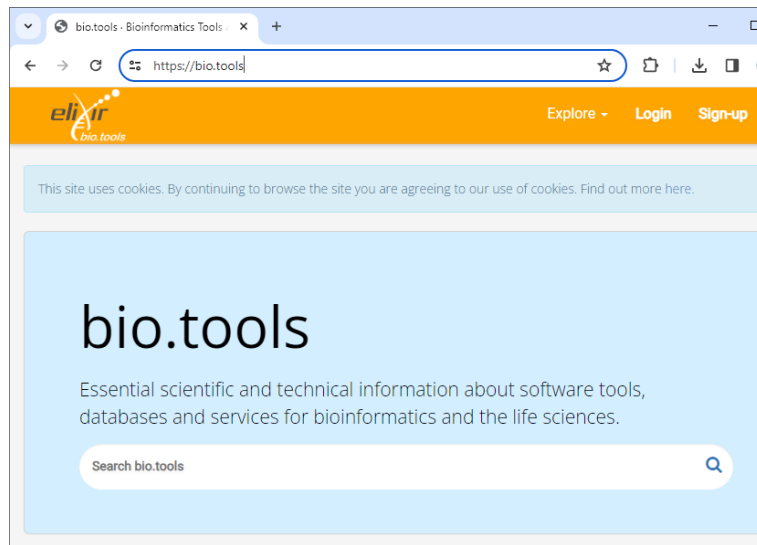 bio.tools · Bioinformatics Tools
https://bio.tools
elixir
bio.tools
Explore
Login
Sign-up
This site uses cookies. By continuing to browse the site you are agreeing to our use of cookies. Find out more here.
bio.tools
Essential scientific and technical information about software tools,
databases and services for bioinformatics and the life sciences.
Search bio.tools